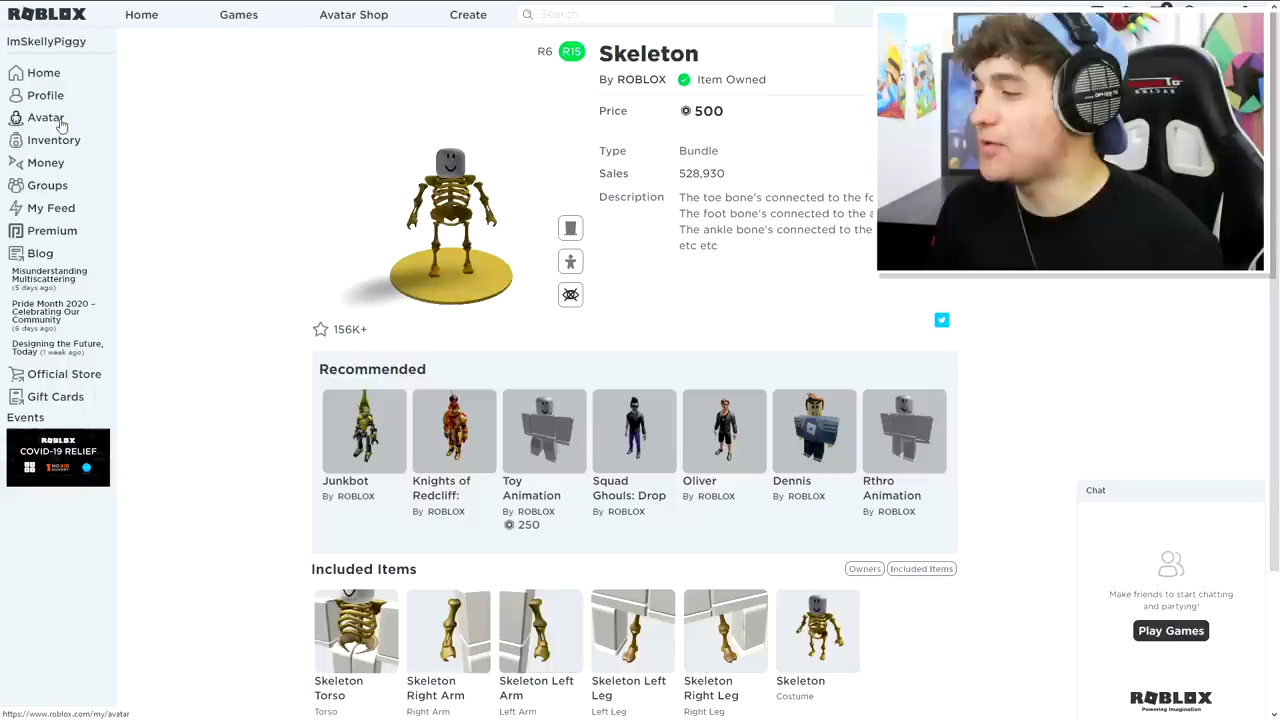 ROBLOX
Home
Games
Avatar Shop
Create
Search
ImSkellyPiggy
Home
Profile
Avatar
Inventory
Money
Groups
My Feed
Premium
Blog
Misunderstanding
Multiscattering
(5 days ago)
Pride Month 2020 –
Celebrating Our
Community
(6 days ago)
Designing the Future,
Today (1 week ago)
Official Store
Gift Cards
Events
ROBLOX
COVID-19 RELIEF
NO KID
HUNGRY
R6 R15
Skeleton
By ROBLOX Item Owned
Price 500
Type Bundle
Sales 528,930
Description The toe bone's connected to the
The foot bone's connected to the
The ankle bone's connected to the
etc etc
156K+
Recommended
Junkbot
By ROBLOX
Knights of
Redcliff:
By ROBLOX
Toy
Animation
By ROBLOX
250
Squad
Ghouls: Drop
By ROBLOX
Oliver
By ROBLOX
Dennis
By ROBLOX
Rthro
Animation
By ROBLOX
Included Items
Owners
Included Items
Skeleton
Torso
Torso
Skeleton
Right Arm
Right Arm
Skeleton Left
Arm
Left Arm
Skeleton Left
Leg
Left Leg
Skeleton
Right Leg
Right Leg
Skeleton
Costume
Chat
Make friends to start chatting
and partying!
Play Games
ROBLOX
Powering Imagination
https://www.roblox.com/my/avatar